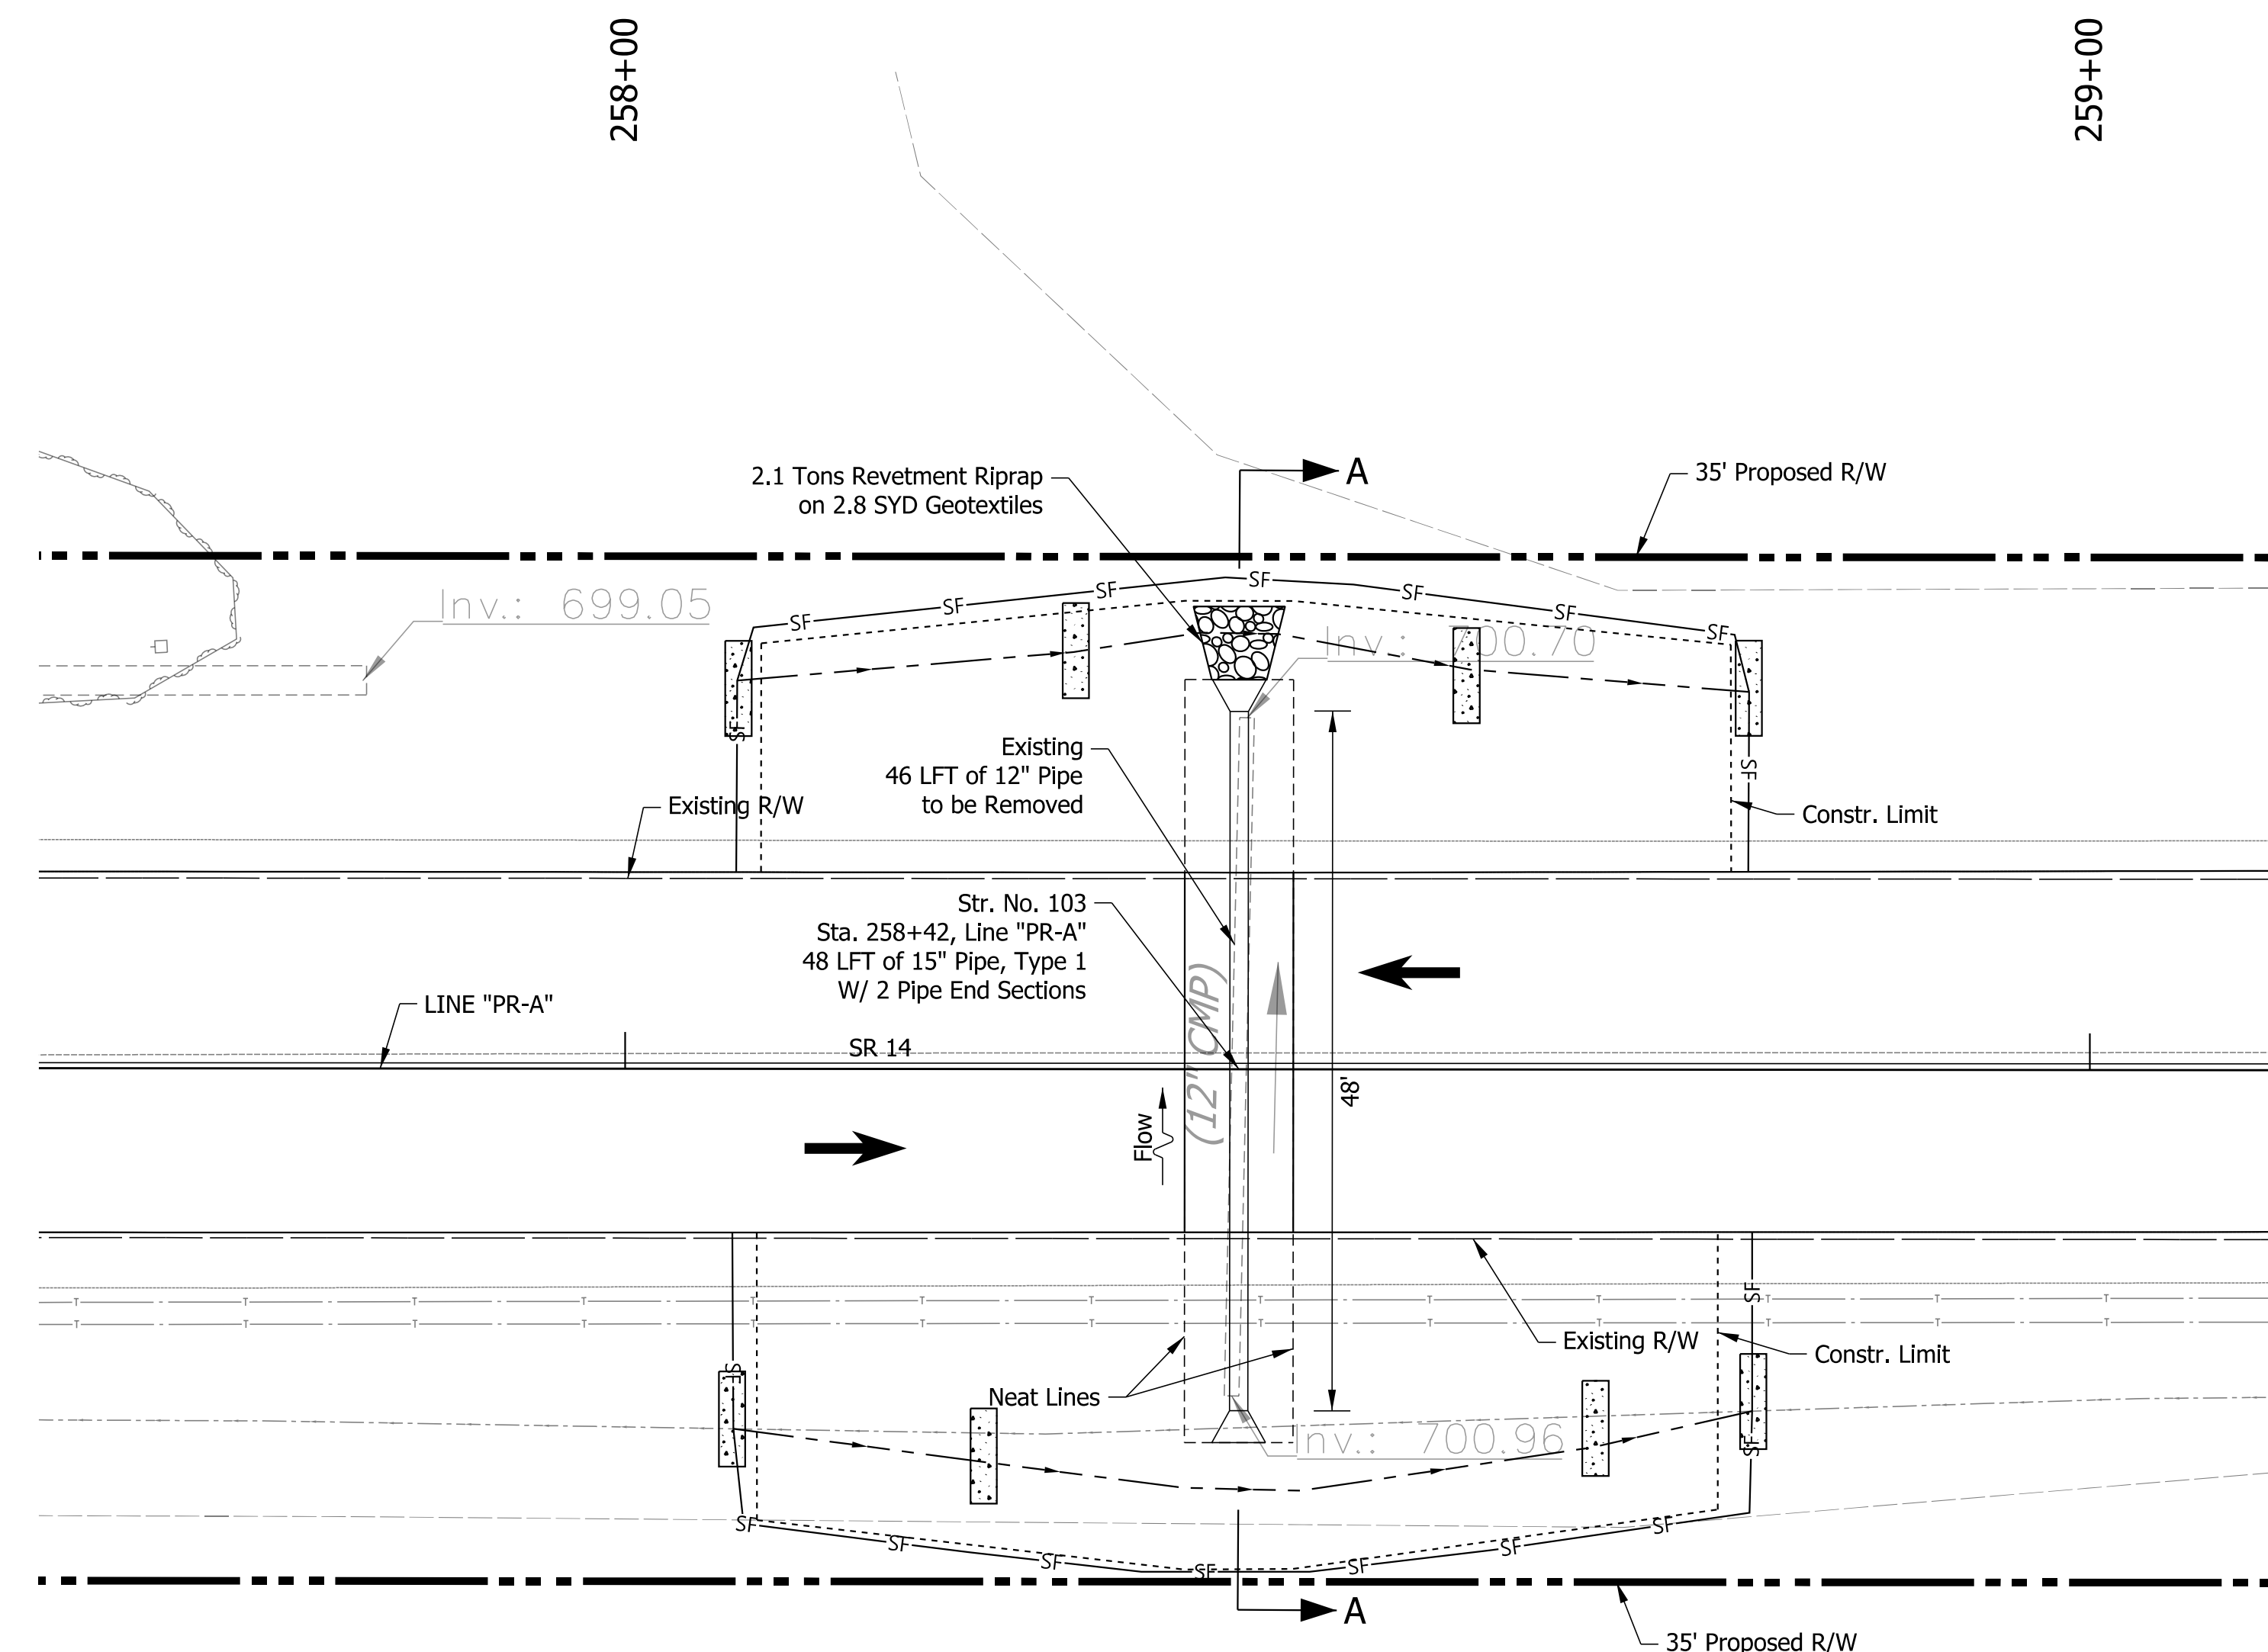 258+00
259+00
2.1 Tons Revetment Riprap
on 2.8 SYD Geotextiles
A
35' Proposed R/W
Inv.: 699.05
SF
SF
SF
SF
SF
SF
SF
Inv.: 700.70
SF
SF
Existing
46 LFT of 12" Pipe
to be Removed
Existing R/W
Constr. Limit
Str. No. 103
Sta. 258+42, Line "PR-A"
48 LFT of 15" Pipe, Type 1
W/ 2 Pipe End Sections
(12" CMP)
LINE "PR-A"
SR 14
48'
Flow
T T T T T T T T T T T T T
T T T T T T T T T T T T T
SF
Existing R/W
Constr. Limit
SF
Neat Lines
Inv.: 700.96
SF
SF
SF
SF
SF
SF
SF
SF
A
35' Proposed R/W